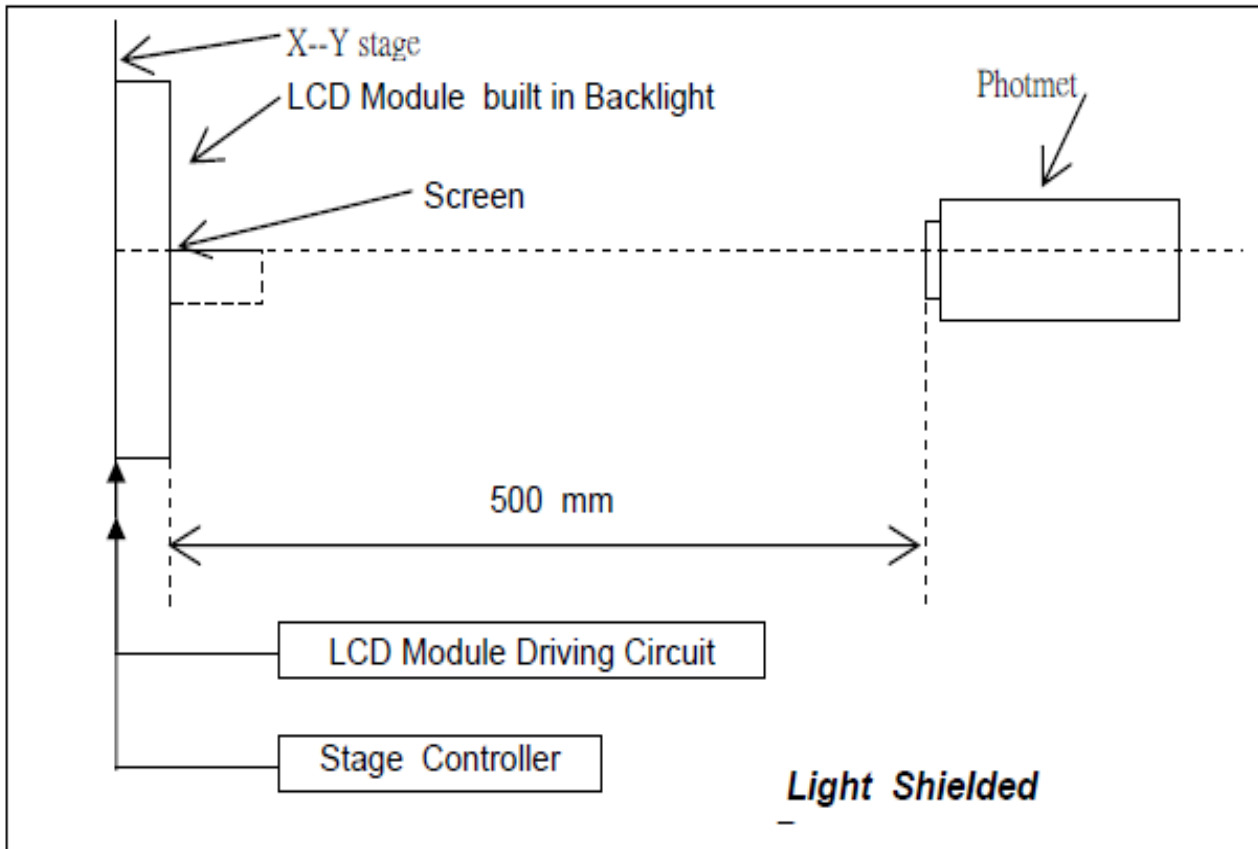 X--Y stage
LCD Module built in Backlight
Photmet
Screen
500 mm
LCD Module Driving Circuit
Stage Controller
Light Shielded